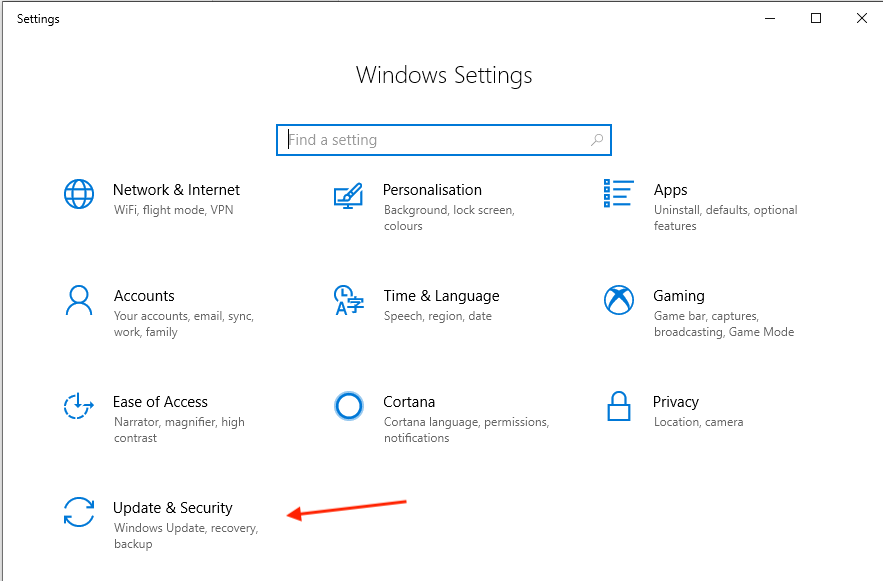 Settings
Windows Settings
Find a setting
Network & Internet
WiFi, flight mode, VPN
Personalisation
Background, lock screen,
colours
Apps
Uninstall, defaults, optional
features
Accounts
Your accounts, email, sync,
work, family
Time & Language
Speech, region, date
Gaming
Game bar, captures,
broadcasting, Game Mode
Ease of Access
Narrator, magnifier, high
contrast
Cortana
Cortana language, permissions,
notifications
Privacy
Location, camera
Update & Security
Windows Update, recovery,
backup